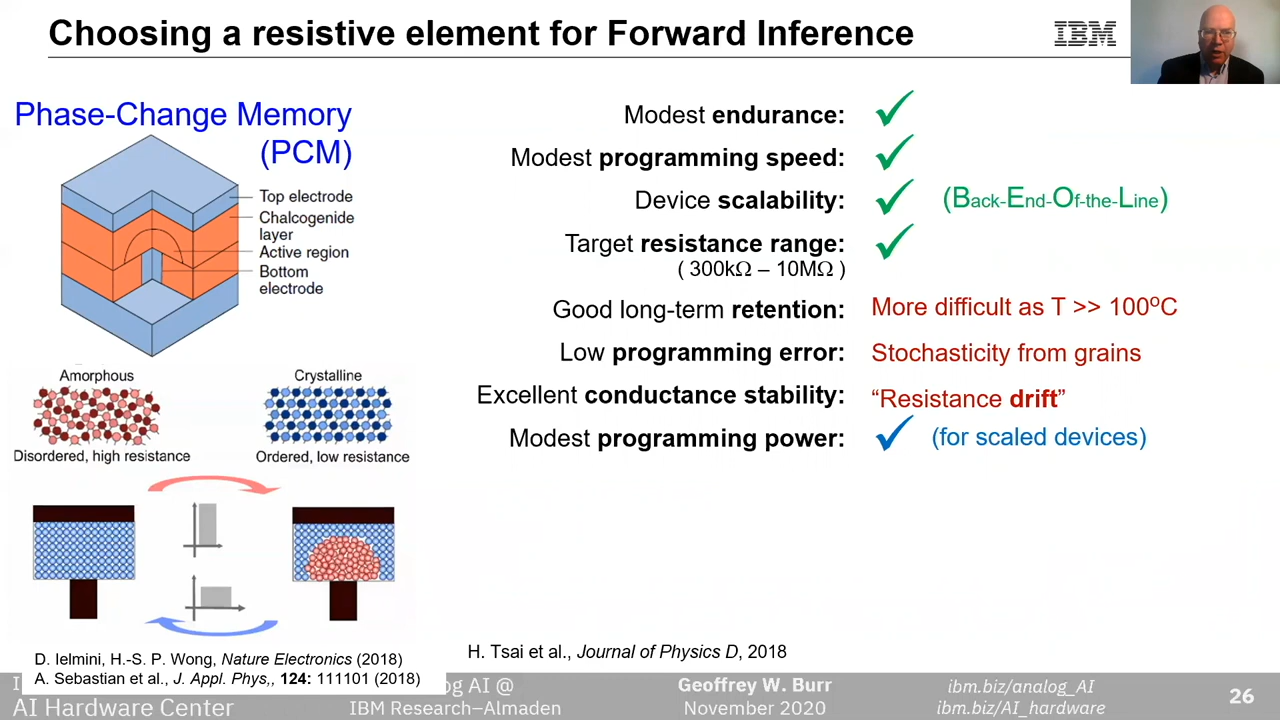 Choosing a resistive element for Forward Inference
IBM
Phase-Change Memory
(PCM)
Top electrode
Chalcogenide
layer
Active region
Bottom
electrode
Amorphous
Crystalline
Disordered, high resistance
Ordered, low resistance
D. Ielmini, H.-S. P. Wong, Nature Electronics (2018)
A. Sebastian et al., J. Appl. Phys,, 124: 111101 (2018)
Modest endurance: ✓
Modest programming speed: ✓
Device scalability: ✓ (Back-End-Of-the-Line)
Target resistance range: ✓
( 300kΩ – 10MΩ )
Good long-term retention: More difficult as T >> 100ºC
Low programming error: Stochasticity from grains
Excellent conductance stability: “Resistance drift”
Modest programming power: ✓ (for scaled devices)
H. Tsai et al., Journal of Physics D, 2018
AI Hardware Center
AI @
IBM Research–Almaden
Geoffrey W. Burr
November 2020
ibm.biz/analog_AI
ibm.biz/AI_hardware
26